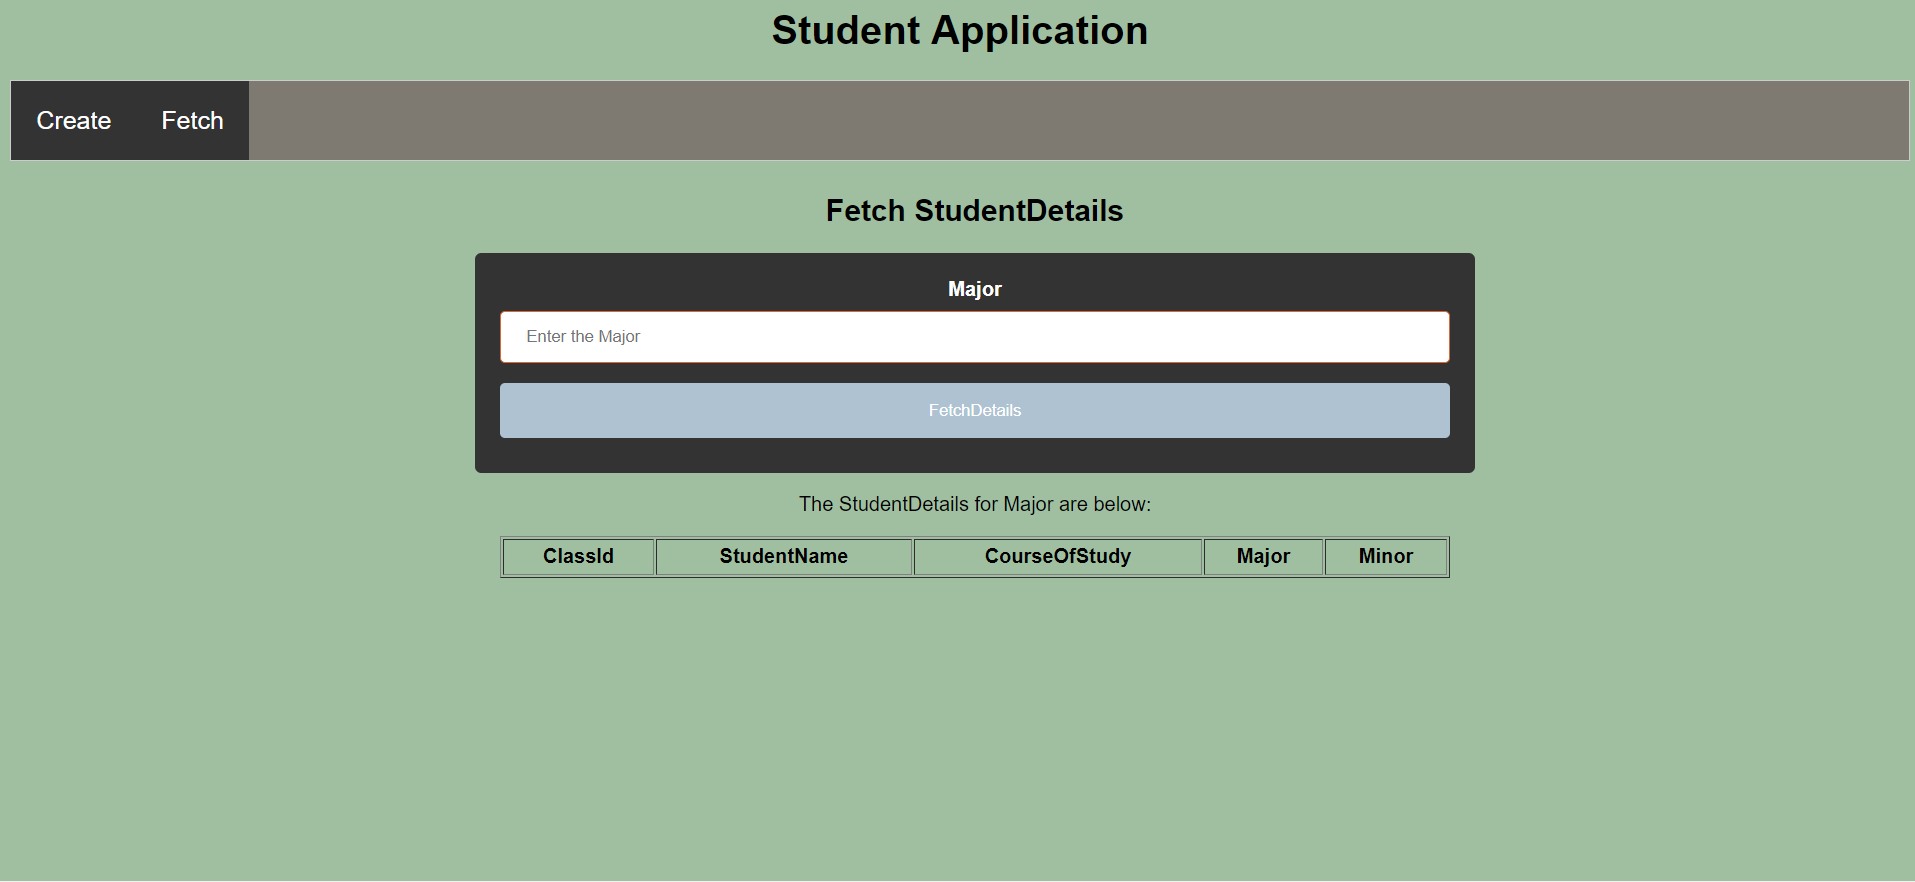 Student Application
Create Fetch
Fetch StudentDetails
Major
Enter the Major
FetchDetails
The StudentDetails for Major are below:
ClassId StudentName CourseOfStudy Major Minor